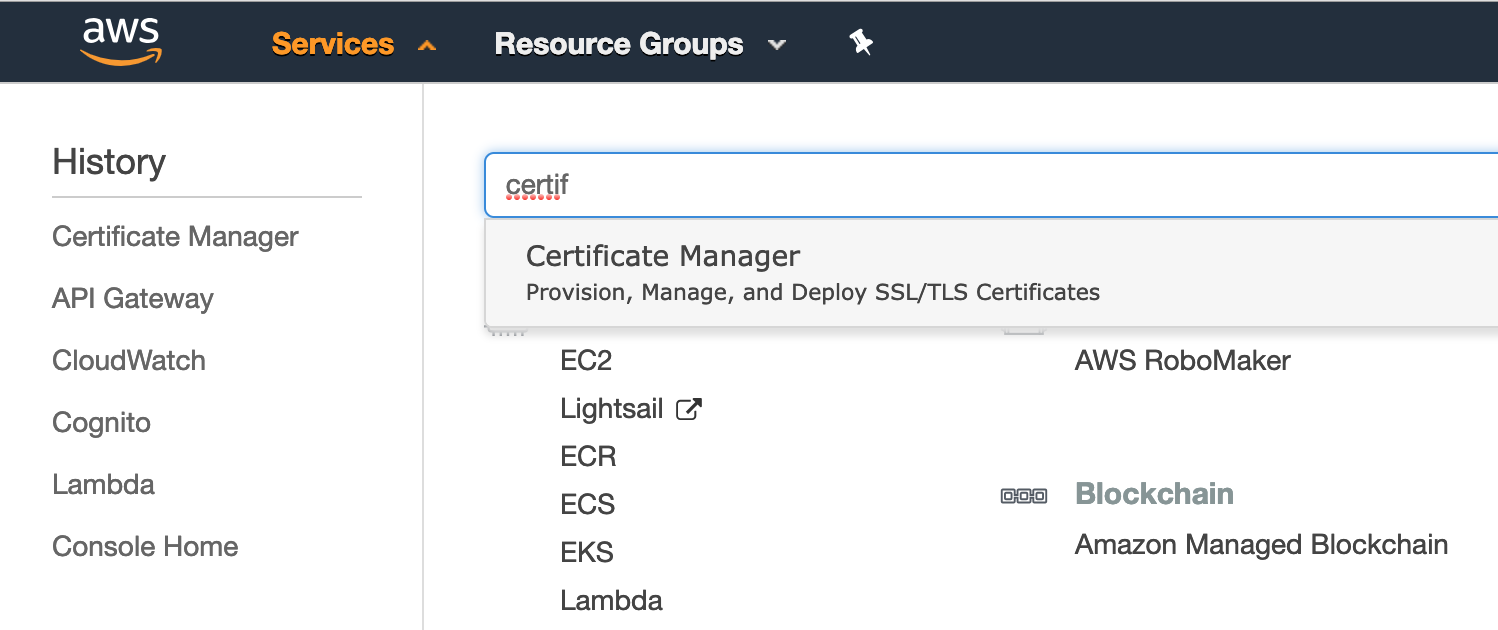 aws
Services
Resource Groups
History
Certificate Manager
API Gateway
CloudWatch
Cognito
Lambda
Console Home
certif
Certificate Manager
Provision, Manage, and Deploy SSL/TLS Certificates
EC2
Lightsail
ECR
ECS
EKS
Lambda
AWS RoboMaker
Blockchain
Amazon Managed Blockchain